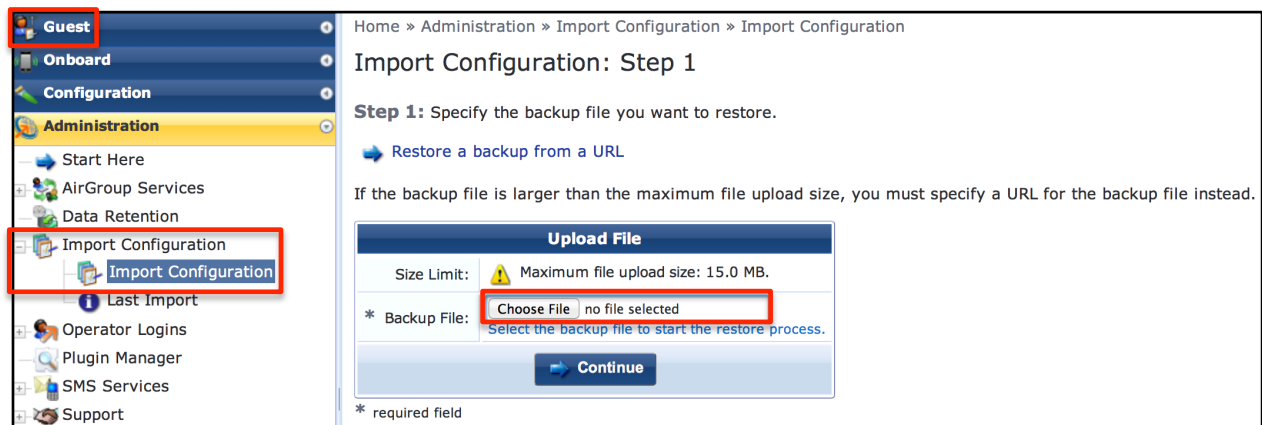 Guest
Onboard
Configuration
Administration
Start Here
AirGroup Services
Data Retention
Import Configuration
Import Configuration
Last Import
Operator Logins
Plugin Manager
SMS Services
Support
Home » Administration » Import Configuration » Import Configuration
Import Configuration: Step 1
Step 1: Specify the backup file you want to restore.
Restore a backup from a URL
If the backup file is larger than the maximum file upload size, you must specify a URL for the backup file instead.
Upload File
Size Limit: Maximum file upload size: 15.0 MB.
* Backup File: Choose File no file selected
Select the backup file to start the restore process.
Continue
* required field